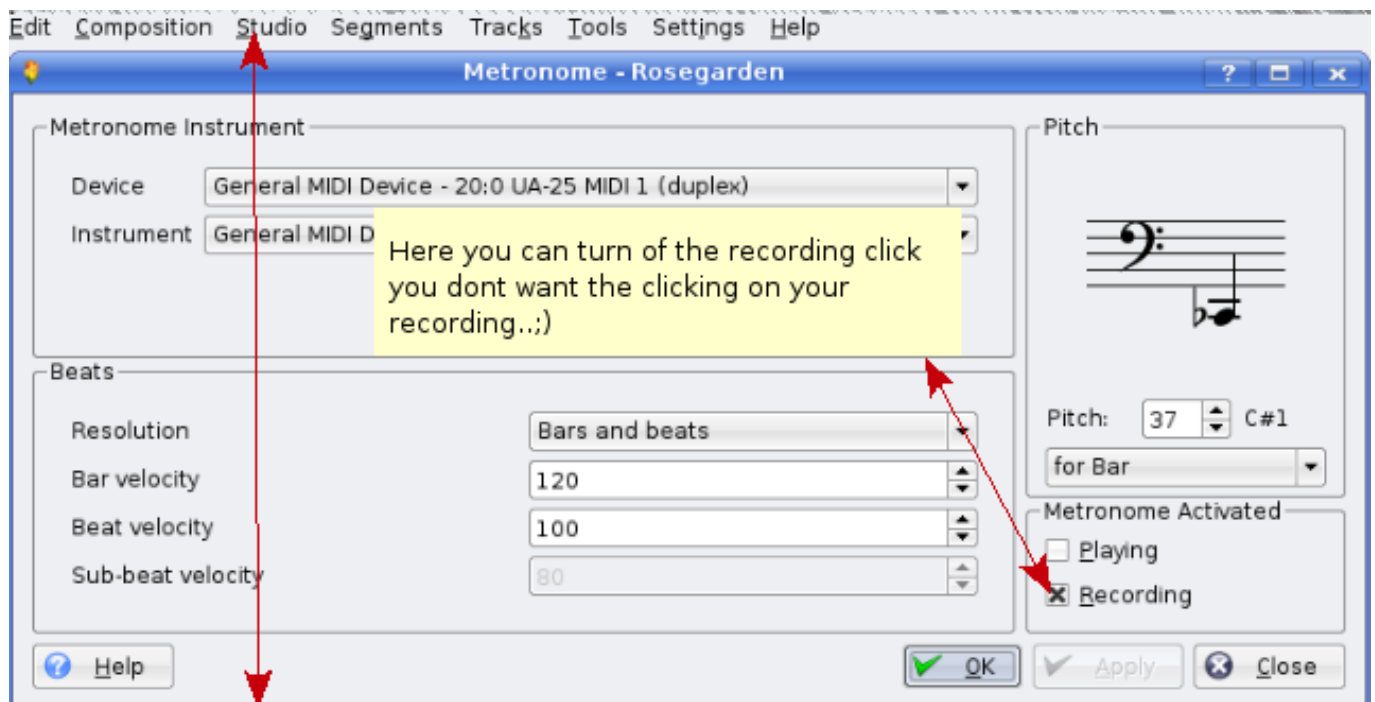 Edit Composition Studio Segments Tracks Tools Settings Help
Metronome - Rosegarden
Metronome Instrument
Device General MIDI Device - 20:0 UA-25 MIDI 1 (duplex)
Instrument General MIDI D
Here you can turn of the recording click
you dont want the clicking on your
recording..;)
Beats
Resolution Bars and beats
Bar velocity 120
Beat velocity 100
Sub-beat velocity 80
Pitch
Pitch: 37 C#1
for Bar
Metronome Activated
Playing
Recording
Help OK Apply Close